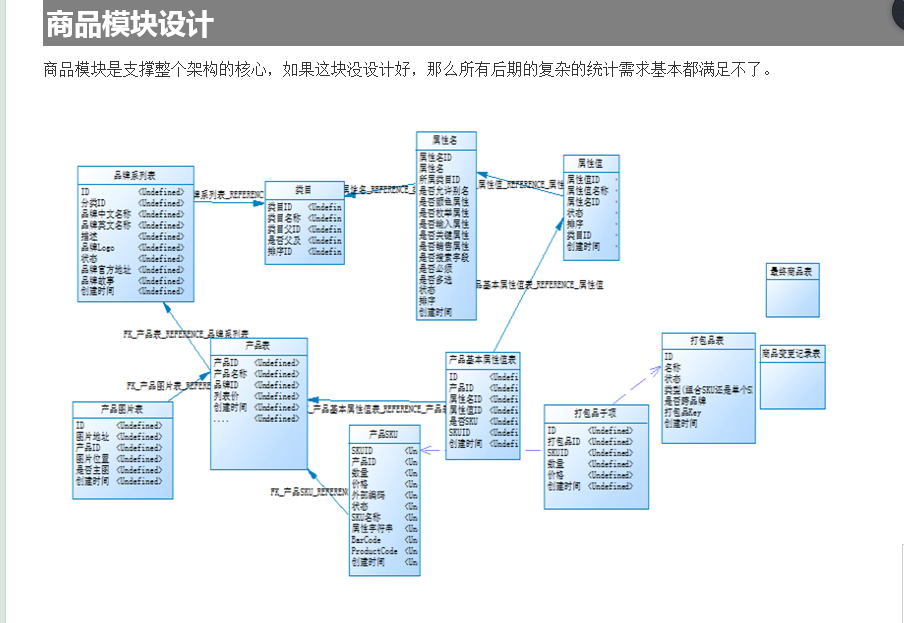 商品模块设计
商品模块是支撑整个架构的核心，如果这块没设计好，那么所有后期的复杂的统计需求基本都满足不了。
品牌系列表
ID <Undefined>
分类ID <Undefined>
品牌中文名称 <Undefined>
品牌英文名称 <Undefined>
描述 <Undefined>
品牌Logo <Undefined>
状态 <Undefined>
品牌官方地址 <Undefined>
品牌故事 <Undefined>
创建时间 <Undefined>
系列表_REFERENC
类目
类目ID <Undefin
类目名称 <Undefin
类目父ID <Undefin
是否父及 <Undefin
排序ID <Undefin
性名_REFERENCE_
属性名
属性名ID
属性名
所属类目ID
是否允许别名
是否颜色属性
是否枚举属性
是否输入属性
是否关键属性
是否销售属性
是否搜索字段
是否必须
是否多选
状态
排序
创建时间
属性值_REFERENCE_属性
属性值
属性值ID
属性值名称
属性名ID
状态
排序
类目ID
创建时间
品基本属性值表_REFERENCE_属性值
最终商品表
FK_产品表_REFERENCE_品牌系列表
产品表
产品ID <Undefined>
产品名称 <Undefined>
品牌ID <Undefined>
列表价 <Undefined>
创建时间 <Undefined>
.... <Undefined>
FK_产品图片表_REFERE
产品图片表
ID <Undefined>
图片地址 <Undefined>
产品ID <Undefined>
图片位置 <Undefined>
是否主图 <Undefined>
创建时间 <Undefined>
_产品基本属性值表_REFERENCE_产品
产品基本属性值表
ID <Undefi
产品ID <Undefi
属性名ID <Undefi
属性值ID <Undefi
状态 <Undefi
SKUID <Undefi
创建时间 <Undefi
产品SKU
SKUID <Un
产品ID <Un
数量 <Un
价格 <Un
外部编码 <Un
状态 <Un
SKU名称 <Un
属性字符串 <Un
BarCode <Un
ProductCode <Un
创建时间 <Un
FK_产品SKU_REFEREN
打包品子项
ID <Undefined>
打包品ID <Undefined>
SKUID <Undefined>
数量 <Undefined>
价格 <Undefined>
创建时间 <Undefined>
打包品表
ID
名称
状态
类型(组合SKU还是单个S
是否跨品牌
打包品Key
创建时间
商品变更记录表